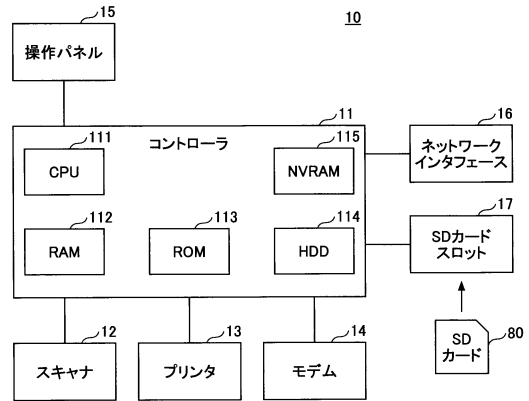 15
10
操作パネル
11
コントローラ
111
CPU
115
NVRAM
16
ネットワーク
インタフェース
112
RAM
113
ROM
114
HDD
17
SDカード
スロット
12
スキャナ
13
プリンタ
14
モデム
SD
カード
80